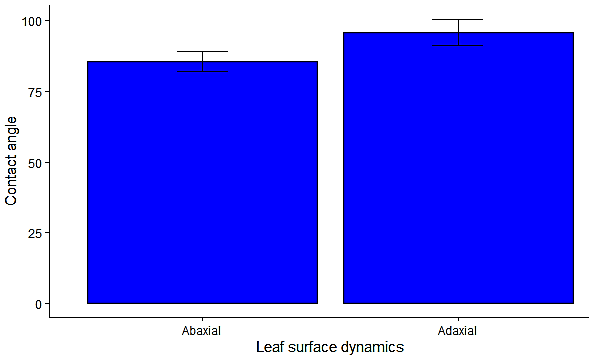 100
75
50
25
0
Contact angle
Abaxial
Adaxial
Leaf surface dynamics